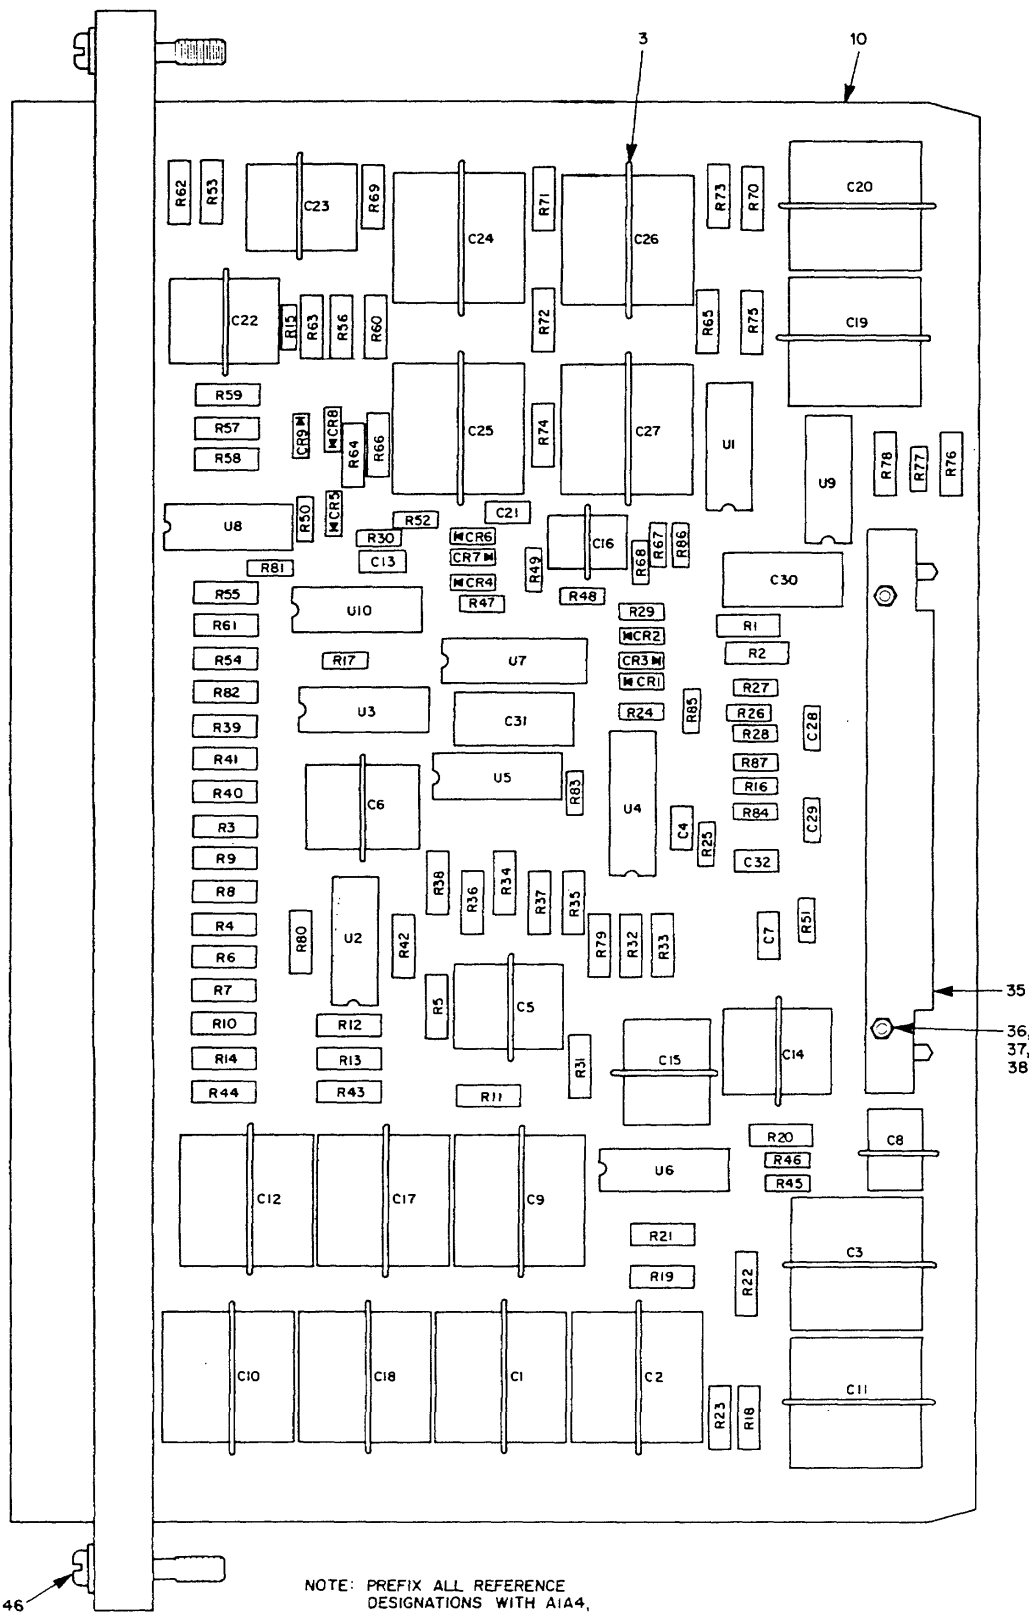 3
10
R62
R53
C23
R69
C24
R71
C26
R73
R70
C20
C22
R15
R63
R56
R60
R72
R65
R75
C19
R59
R57
R58
CR9
CR8
R64
R66
C25
R74
C27
U1
U9
R78
R77
R76
U8
R50
CR5
R52
R30
C13
C21
CR6
CR7
CR4
R47
R49
C16
R48
R68
R67
R86
C30
R81
R55
R61
U10
R29
CR2
CR3
CR1
R1
R2
R54
R17
U7
R27
R82
U3
C31
R24
R85
R26
R28
C28
R39
R41
R40
C6
U5
R83
U4
R87
R16
R84
C4
R25
C29
C32
R3
R9
R8
R4
R6
R7
R10
R14
R44
R80
U2
R42
R38
R36
R34
R37
R35
R79
R32
R33
C7
R51
R5
C5
R12
R13
R43
R11
R31
C15
C14
35
36,
37,
38
R20
R46
R45
C8
C12
C17
C9
U6
R21
R19
R22
C3
C10
C18
C1
C2
R23
R18
C11
46
NOTE: PREFIX ALL REFERENCE
DESIGNATIONS WITH A1A4,